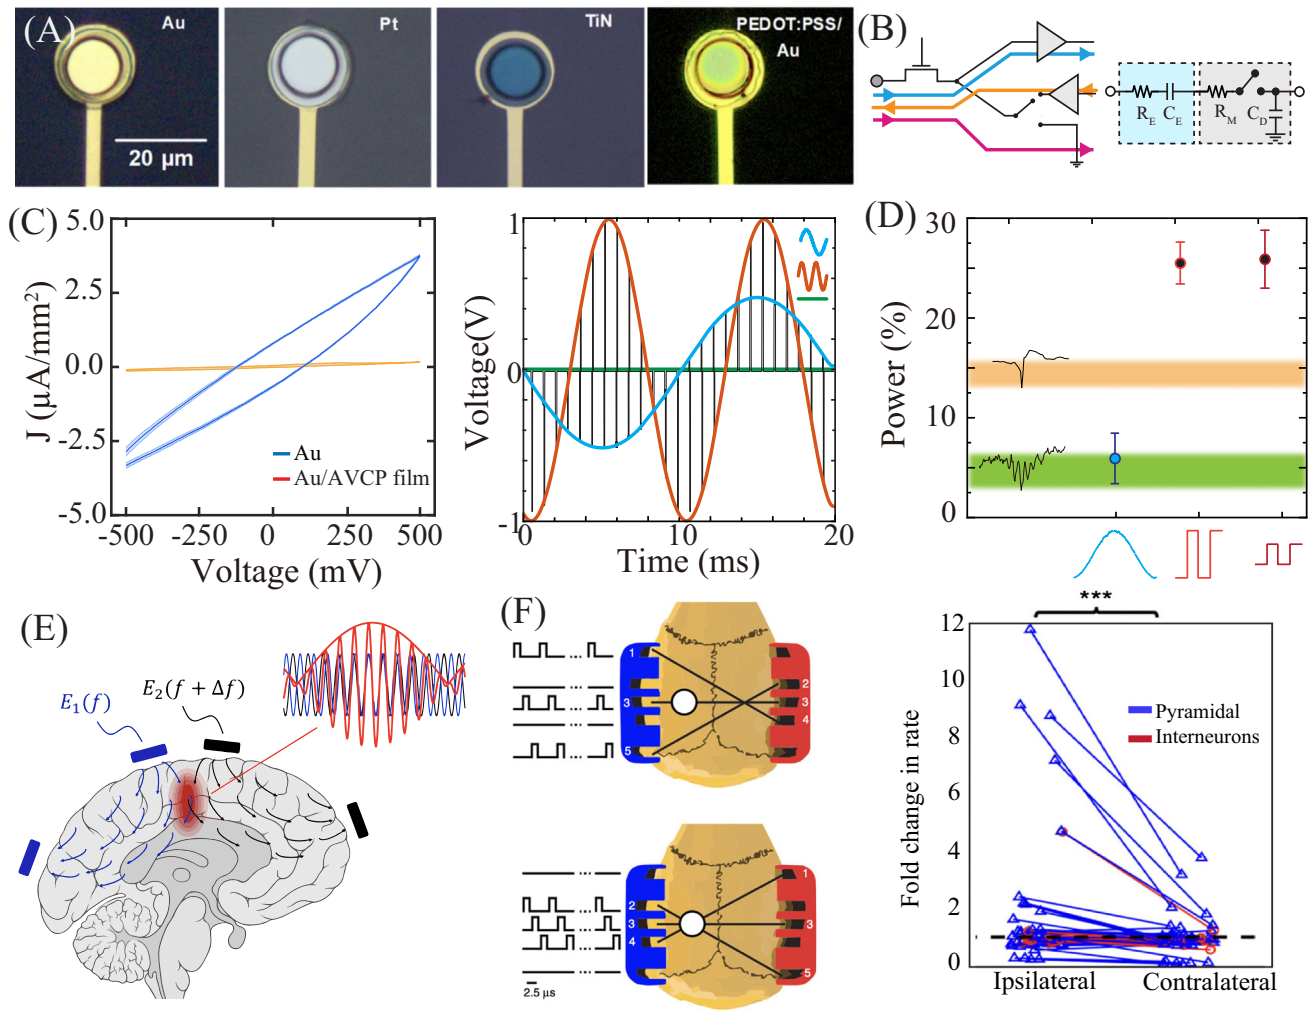 (A)
Au
Pt
TiN
PEDOT:PSS/
Au
20 µm
(B)
R_E C_E
R_M C_D
(C)
5.0
2.5
0.0
-2.5
-5.0
J (µA/mm²)
Au
Au/AVCP film
-500 -250 0 250 500
Voltage (mV)
1
0
-1
Voltage(V)
0 10 20
Time (ms)
(D)
30
20
10
0
Power (%)
(E)
E₁(f)
E₂(f + Δf)
(F)
1
3
5
2
3
4
2
3
4
1
3
5
2.5 µs
***
12
10
8
6
4
2
0
Fold change in rate
Pyramidal
Interneurons
Ipsilateral Contralateral